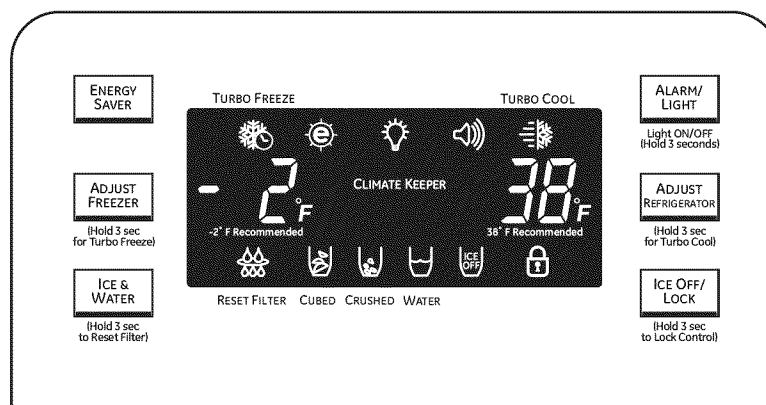 ENERGY
SAVER
TURBO FREEZE
TURBO COOL
ALARM/
LIGHT
Light ON/OFF
(Hold 3 seconds)
e
ADJUST
FREEZER
(Hold 3 sec
for Turbo Freeze)
-2°F
-2° F Recommended
CLIMATE KEEPER
38°F
38° F Recommended
ADJUST
REFRIGERATOR
(Hold 3 sec
for Turbo Cool)
ICE &
WATER
(Hold 3 sec
to Reset Filter)
ICE
OFF
RESET FILTER CUBED CRUSHED WATER
ICE OFF/
LOCK
(Hold 3 sec
to Lock Control)